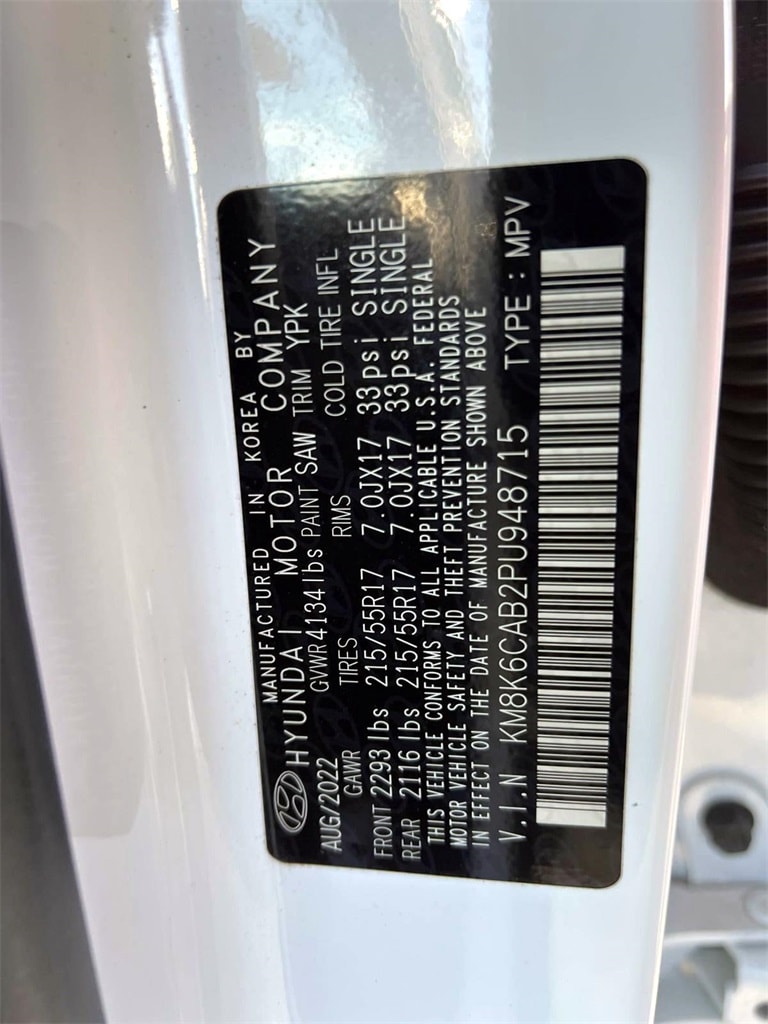 MANUFACTURED IN KOREA BY
HYUNDAI MOTOR COMPANY
AUG/2022 GVWR 4134 lbs PAINT SAW TRIM YPK
GAWR TIRES RIMS COLD TIRE INFL
FRONT 2293 lbs 215/55R17 7.0JX17 33psi SINGLE
REAR 2116 lbs 215/55R17 7.0JX17 33psi SINGLE
THIS VEHICLE CONFORMS TO ALL APPLICABLE U.S.A. FEDERAL
MOTOR VEHICLE SAFETY AND THEFT PREVENTION STANDARDS
IN EFFECT ON THE DATE OF MANUFACTURE SHOWN ABOVE
V.I.N KM8K6CAB2PU948715 TYPE : MPV